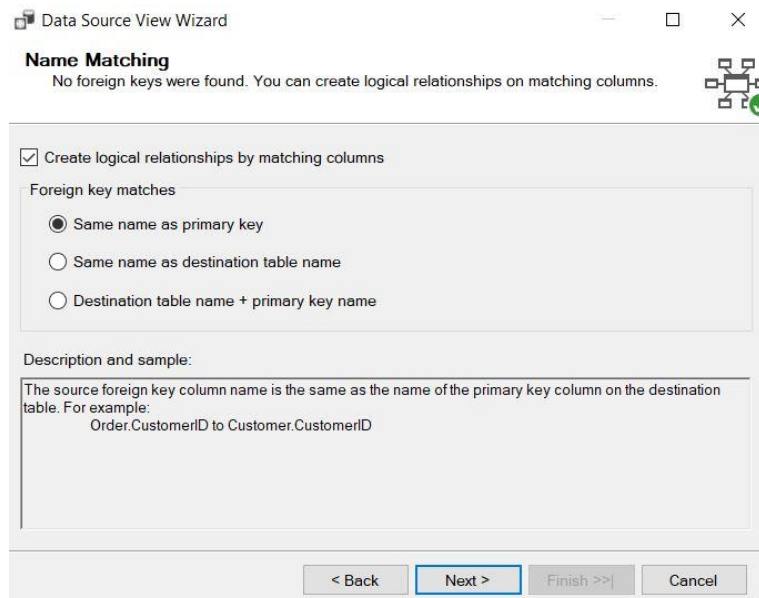 Data Source View Wizard
Name Matching
No foreign keys were found. You can create logical relationships on matching columns.
Create logical relationships by matching columns
Foreign key matches
Same name as primary key
Same name as destination table name
Destination table name + primary key name
Description and sample:
The source foreign key column name is the same as the name of the primary key column on the destination
table. For example:
Order.CustomerID to Customer.CustomerID
< Back
Next >
Finish >>|
Cancel